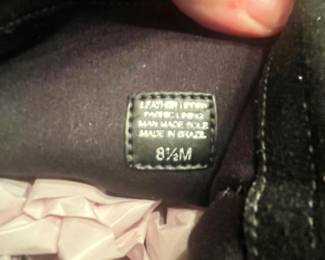 LEATHER UPPER
FABRIC LINING
MAN MADE SOLE
MADE IN BRAZIL
8½M